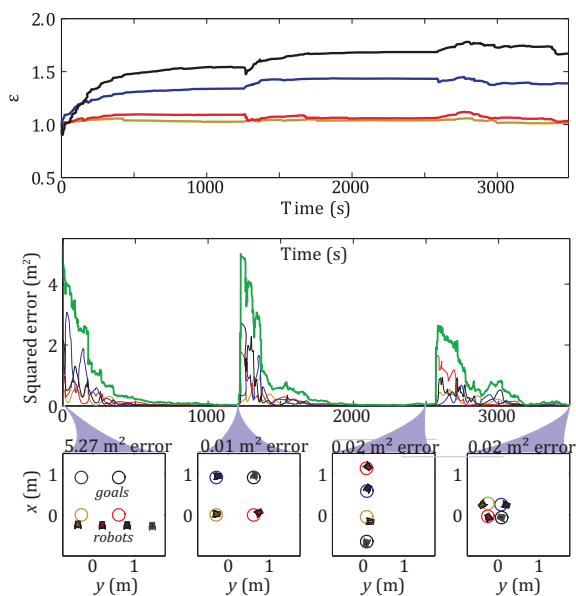 2.0
1.5
ε
1.0
0.5
0 1000 2000 3000
Time (s)
Time (s)
Squared error (m²)
4
2
0
0 1000 2000 3000
5.27 m² error 0.01 m² error 0.02 m² error 0.02 m² error
x (m)
1 1 1 1
goals
0 0 0 0
robots
0 1 0 1 0 1 0 1
y (m) y (m) y (m) y (m)